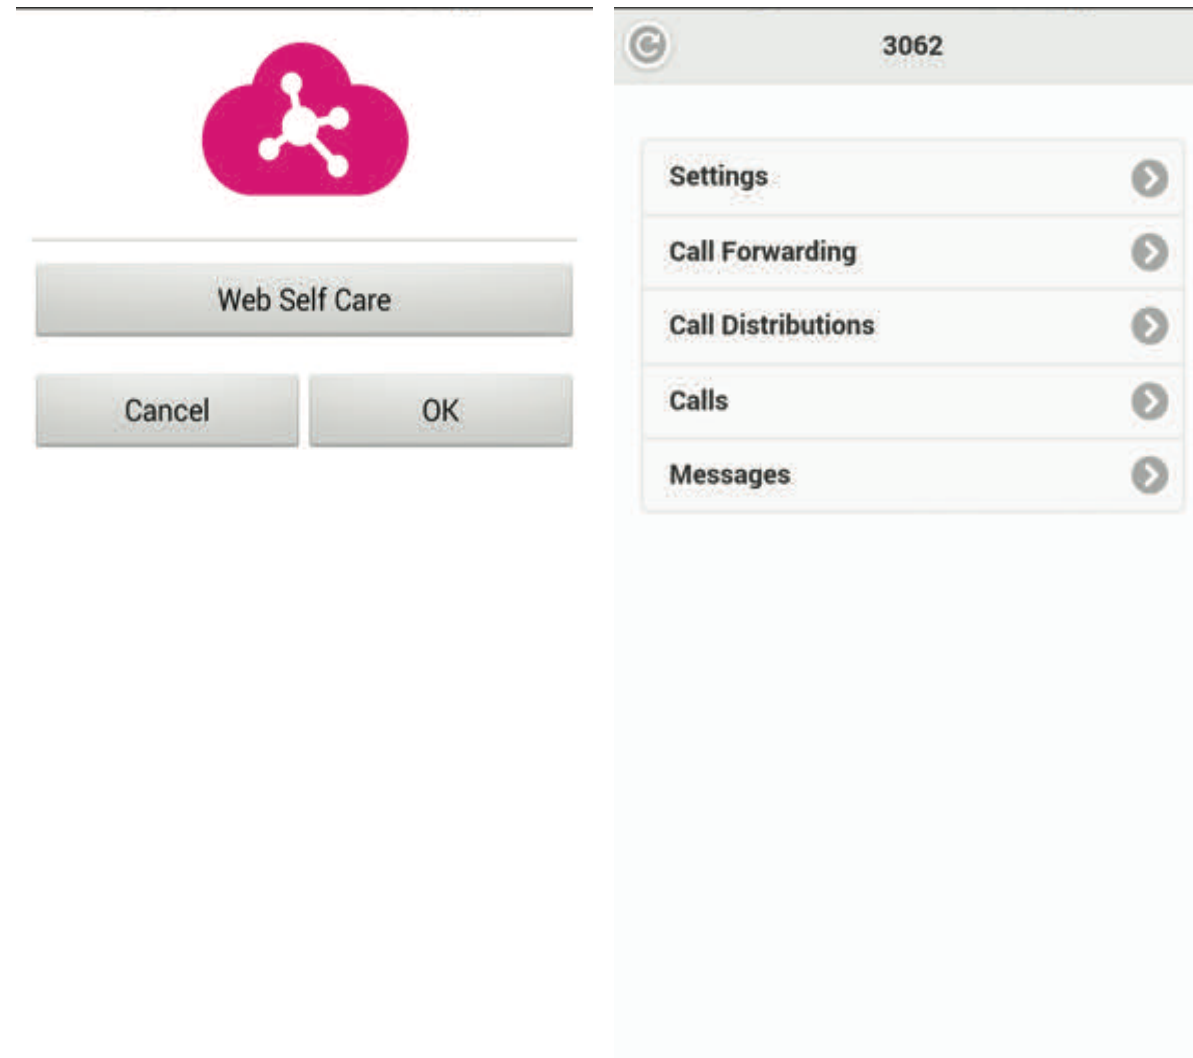 Web Self Care
Cancel
OK
3062
Settings
Call Forwarding
Call Distributions
Calls
Messages